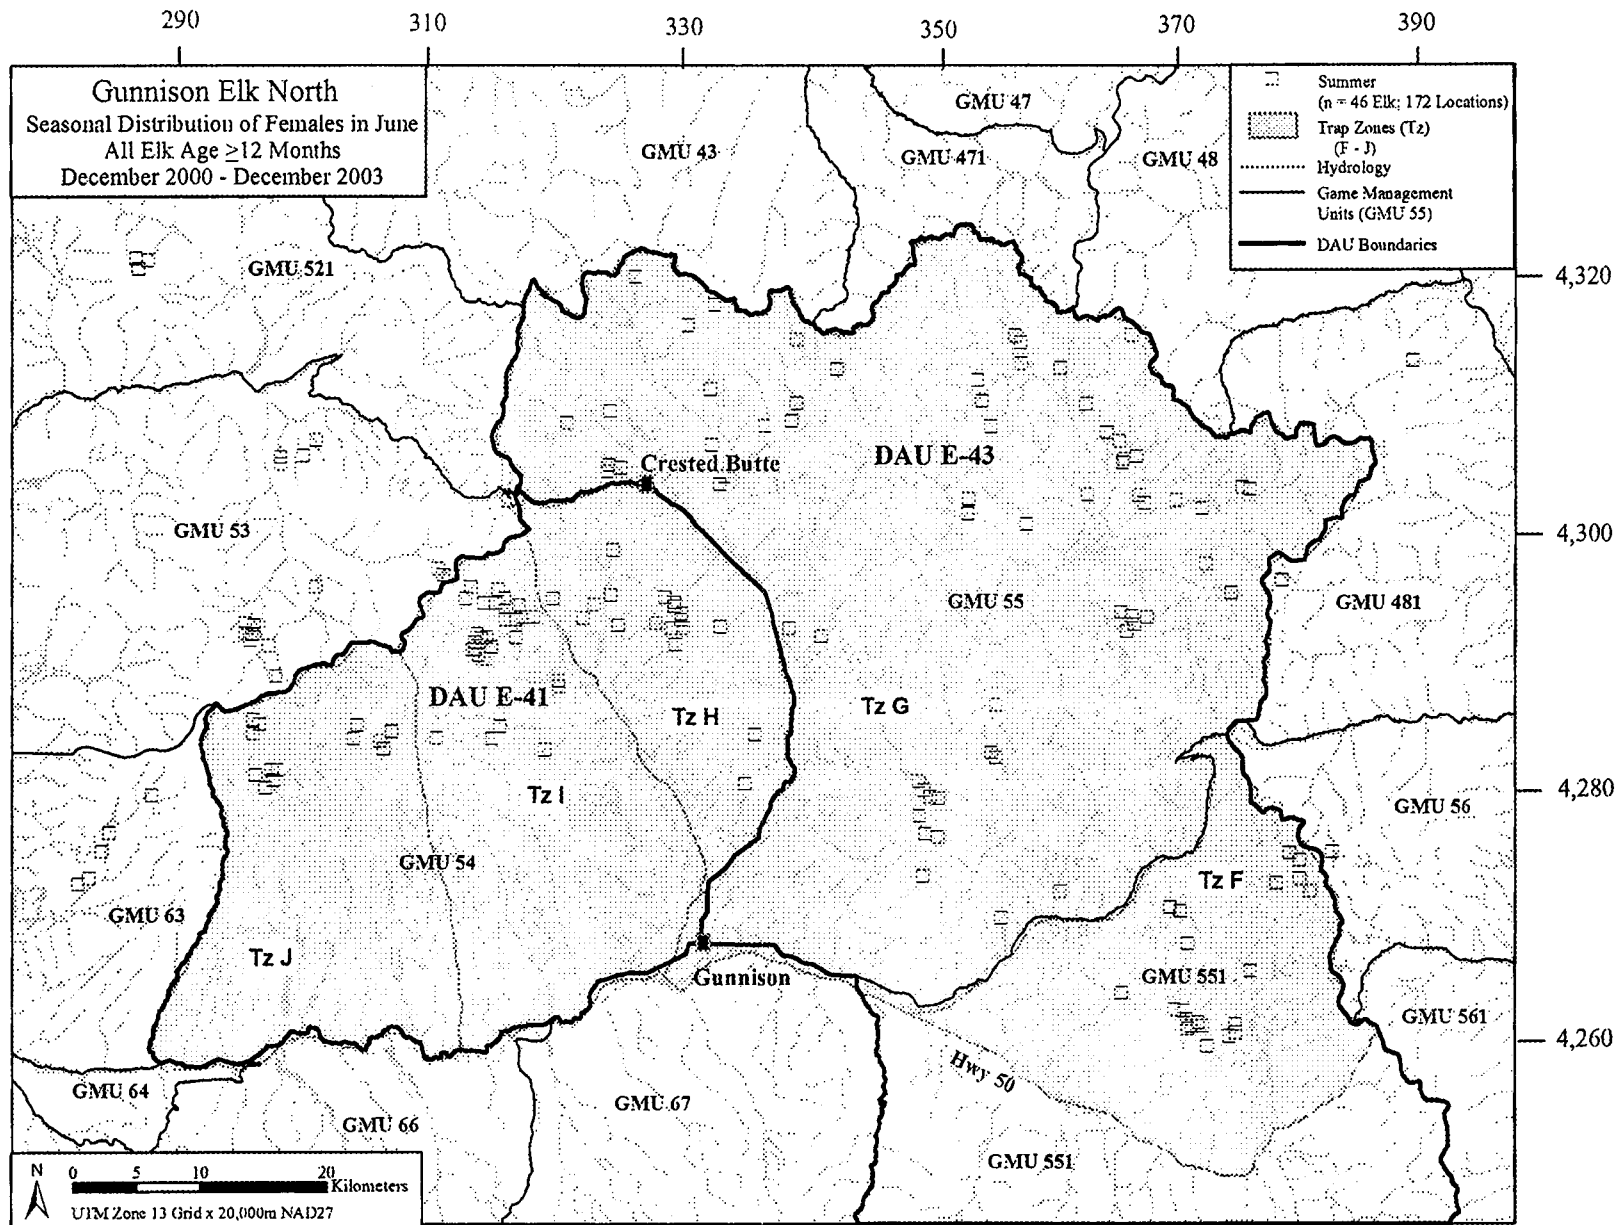 290 310 330 350 370 390
Gunnison Elk North
Seasonal Distribution of Females in June
All Elk Age ≥12 Months
December 2000 - December 2003
Summer
(n = 46 Elk; 172 Locations)
Trap Zones (Tz)
(F - J)
Hydrology
Game Management
Units (GMU 55)
DAU Boundaries
GMU 47
GMU 43
GMU 471
GMU 48
GMU 521
4,320
DAU E-43
Crested Butte
GMU 53
4,300
GMU 55
GMU 481
DAU E-41
Tz H
Tz G
Tz I
4,280
GMU 56
GMU 54
Tz F
GMU 63
Tz J
Gunnison
GMU 551
GMU 561
4,260
Hwy 50
GMU 64
GMU 67
GMU 66
GMU 551
N
0 5 10 20
Kilometers
UTM Zone 13 Grid x 20,000m NAD27